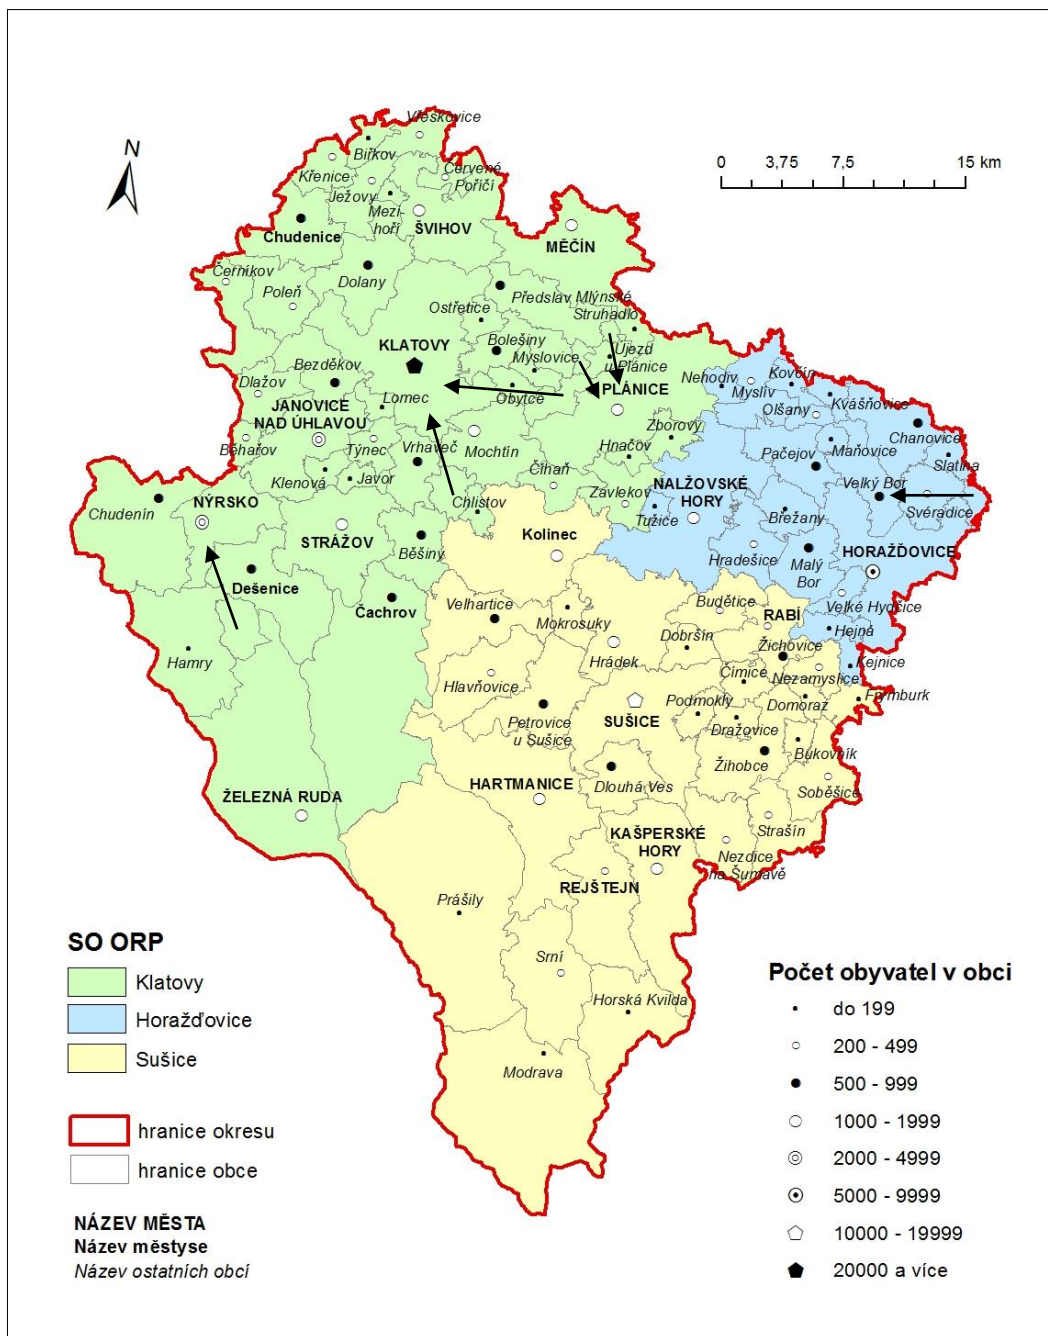 N
0 3,75 7,5 15 km
Vřeskovice
Biřkov
Křenice
Červené
Poříčí
Ježovy
Mezi-
hoří
ŠVIHOV
Chudenice
MĚČÍN
Černíkov
Dolany
Poleň
Předslav
Mlýnské
Struhadlo
Ostřetice
KLATOVY
Bolešiny
Myslovice
Újezd
u Plánice
Bezděkov
Dlažov
Lomec
Obytce
PLÁNICE
Nehodiv
Kovčín
Myslív
Kvášňovice
Olšany
JANOVICE
NAD ÚHLAVOU
Zborovy
Chanovice
Běhařov
Týnec
Vrhaveč
Mochtín
Hnačov
Maňovice
Pačejov
Slatina
Číhaň
Klenová
Javor
Velký Bor
NALŽOVSKÉ
HORY
Chudenín
NÝRSKO
Chlistov
Závlekov
Tužice
Břežany
Svéradice
STRÁŽOV
Kolinec
Běšiny
Hradešice
Malý
Bor
HORAŽĎOVICE
Dešenice
Čachrov
Velhartice
Mokrosuky
Budětice
RABÍ
Velké Hydčice
Hejná
Dobršín
Žichovice
Hamry
Hrádek
Kejnice
Čímice
Nezamyslice
Hlavňovice
Podmokly
Domoraz
Frymburk
Petrovice
u Sušice
SUŠICE
Dražovice
Bukovník
Žihobce
HARTMANICE
Dlouhá Ves
Soběšice
ŽELEZNÁ RUDA
KAŠPERSKÉ
HORY
Strašín
Nezdice
na Šumavě
REJŠTEJN
Prášily
Srní
Horská Kvilda
Modrava
SO ORP
Klatovy
Horažďovice
Sušice
hranice okresu
hranice obce
NÁZEV MĚSTA
Název městyse
Název ostatních obcí
Počet obyvatel v obci
do 199
200 - 499
500 - 999
1000 - 1999
2000 - 4999
5000 - 9999
10000 - 19999
20000 a více